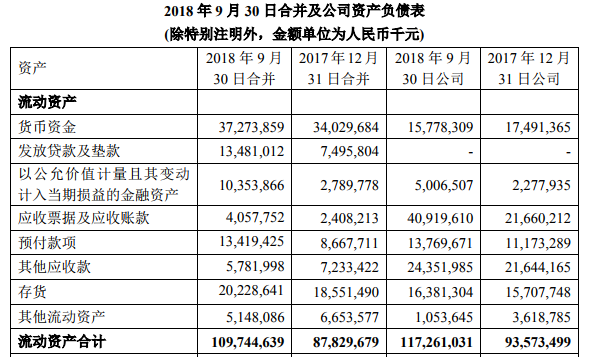 2018 年 9 月 30 日合并及公司资产负债表
(除特别注明外，金额单位为人民币千元)
资产 2018 年 9 月 30 日合并 2017 年 12 月 31 日合并 2018 年 9 月 30 日公司 2017 年 12 月 31 日公司
流动资产
货币资金 37,273,859 34,029,684 15,778,309 17,491,365
发放贷款及垫款 13,481,012 7,495,804 - -
以公允价值计量且其变动计入当期损益的金融资产 10,353,866 2,789,778 5,006,507 2,277,935
应收票据及应收账款 4,057,752 2,408,213 40,919,610 21,660,212
预付款项 13,419,425 8,667,711 13,769,671 11,173,289
其他应收款 5,781,998 7,233,422 24,351,985 21,644,165
存货 20,228,641 18,551,490 16,381,304 15,707,748
其他流动资产 5,148,086 6,653,577 1,053,645 3,618,785
流动资产合计 109,744,639 87,829,679 117,261,031 93,573,499